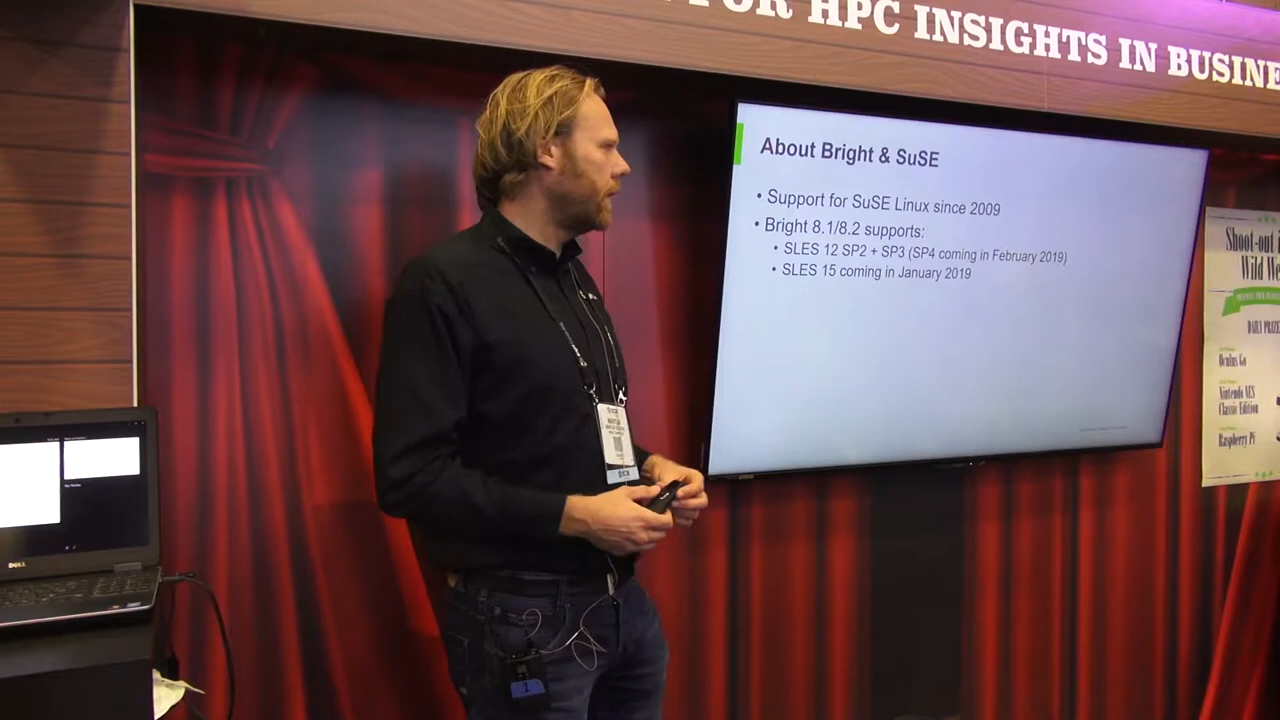 FOR HPC INSIGHTS IN BUSINE
About Bright & SuSE
• Support for SuSE Linux since 2009
• Bright 8.1/8.2 supports:
• SLES 12 SP2 + SP3 (SP4 coming in February 2019)
• SLES 15 coming in January 2019
Shoot-out
Wild We
DAILY PRIZE
Oculus Go
Nintendo NES
Classic Edition
Raspberry Pi
DELL
1